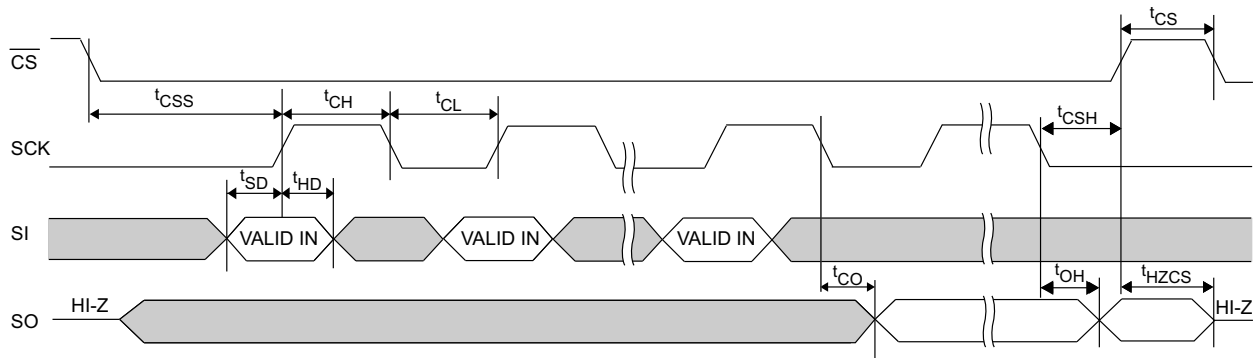 tCS
CS
tCSS
tCH
tCL
tCSH
SCK
tSD
tHD
SI
VALID IN
VALID IN
VALID IN
tCO
tOH
tHZCS
HI-Z
HI-Z
SO